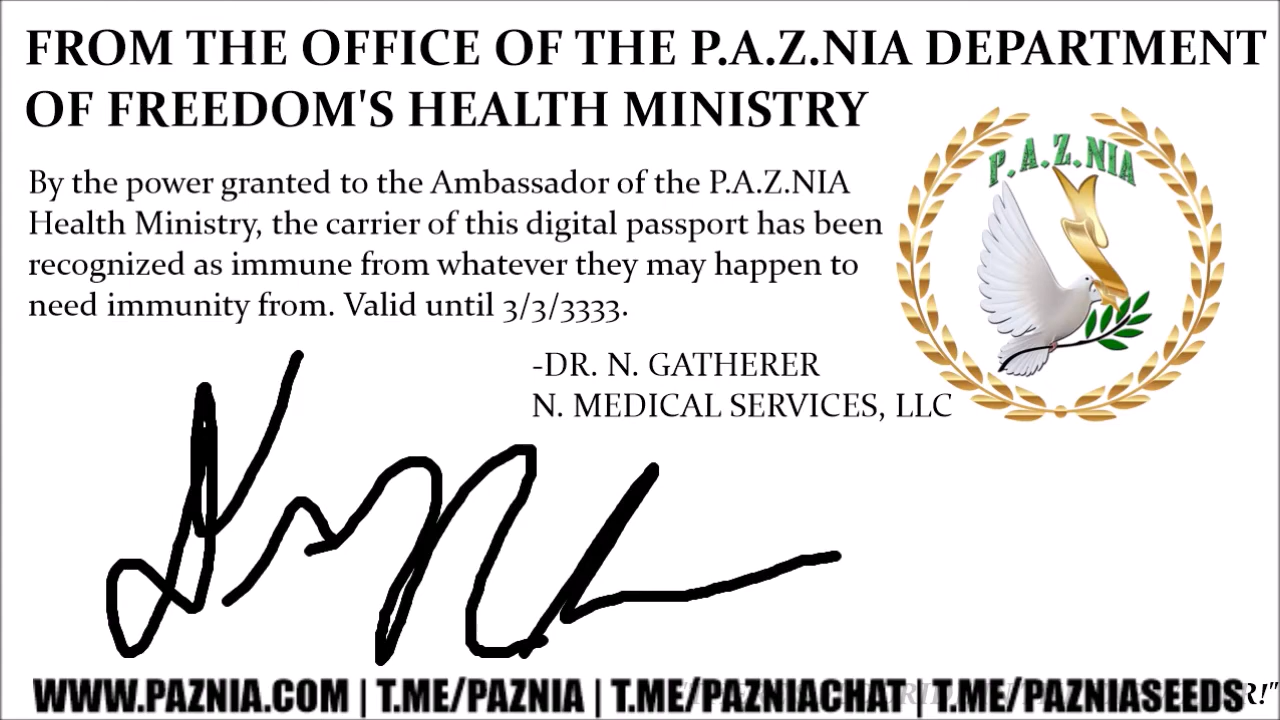 FROM THE OFFICE OF THE P.A.Z.NIA DEPARTMENT
OF FREEDOM'S HEALTH MINISTRY
P.A.Z.NIA
By the power granted to the Ambassador of the P.A.Z.NIA
Health Ministry, the carrier of this digital passport has been
recognized as immune from whatever they may happen to
need immunity from. Valid until 3/3/3333.
-DR. N. GATHERER
N. MEDICAL SERVICES, LLC
WWW.PAZNIA.COM | T.ME/PAZNIA | T.ME/PAZNIACHAT | T.ME/PAZNIASEEDS